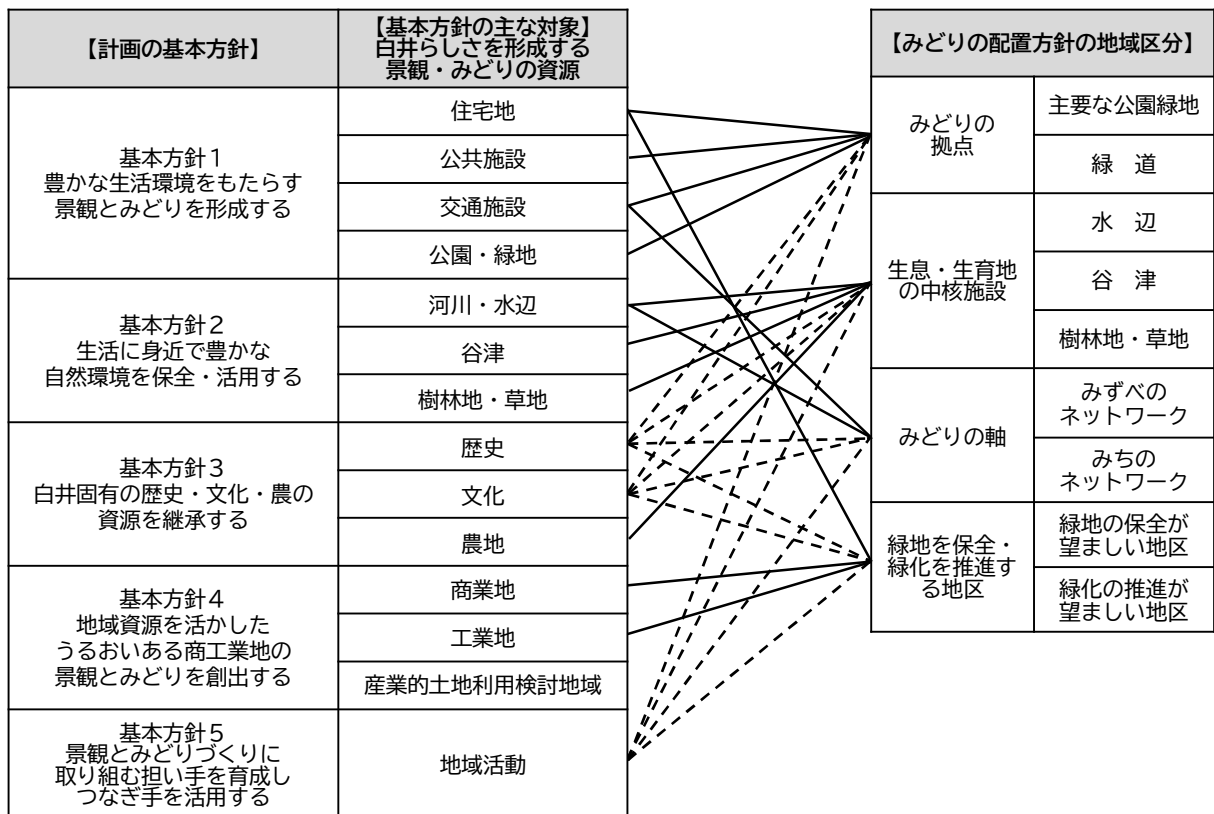 【計画の基本方針】
【基本方針の主な対象】
白井らしさを形成する
景観・みどりの資源
基本方針１
豊かな生活環境をもたらす
景観とみどりを形成する
住宅地
公共施設
交通施設
公園・緑地
基本方針２
生活に身近で豊かな
自然環境を保全・活用する
河川・水辺
谷津
樹林地・草地
基本方針３
白井固有の歴史・文化・農の
資源を継承する
歴史
文化
農地
基本方針４
地域資源を活かした
うるおいある商工業地の
景観とみどりを創出する
商業地
工業地
産業的土地利用検討地域
基本方針５
景観とみどりづくりに
取り組む担い手を育成し
つなぎ手を活用する
地域活動
【みどりの配置方針の地域区分】
みどりの
拠点
主要な公園緑地
緑　道
生息・生育地
の中核施設
水　辺
谷　津
樹林地・草地
みどりの軸
みずべの
ネットワーク
みちの
ネットワーク
緑地を保全・
緑化を推進す
る地区
緑地の保全が
望ましい地区
緑化の推進が
望ましい地区